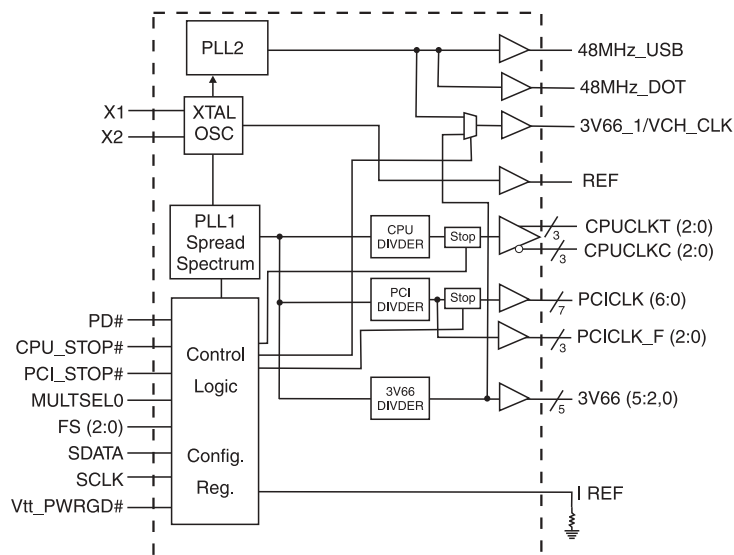 PLL2
48MHz_USB
48MHz_DOT
X1
X2
XTAL
OSC
3V66_1/VCH_CLK
REF
PLL1
Spread
Spectrum
CPU
DIVDER
Stop
3
CPUCLKT (2:0)
3
CPUCLKC (2:0)
PCI
DIVDER
Stop
7
PCICLK (6:0)
3
PCICLK_F (2:0)
3V66
DIVDER
5
3V66 (5:2,0)
PD#
CPU_STOP#
PCI_STOP#
MULTSEL0
FS (2:0)
SDATA
SCLK
Vtt_PWRGD#
Control
Logic
Config.
Reg.
I REF